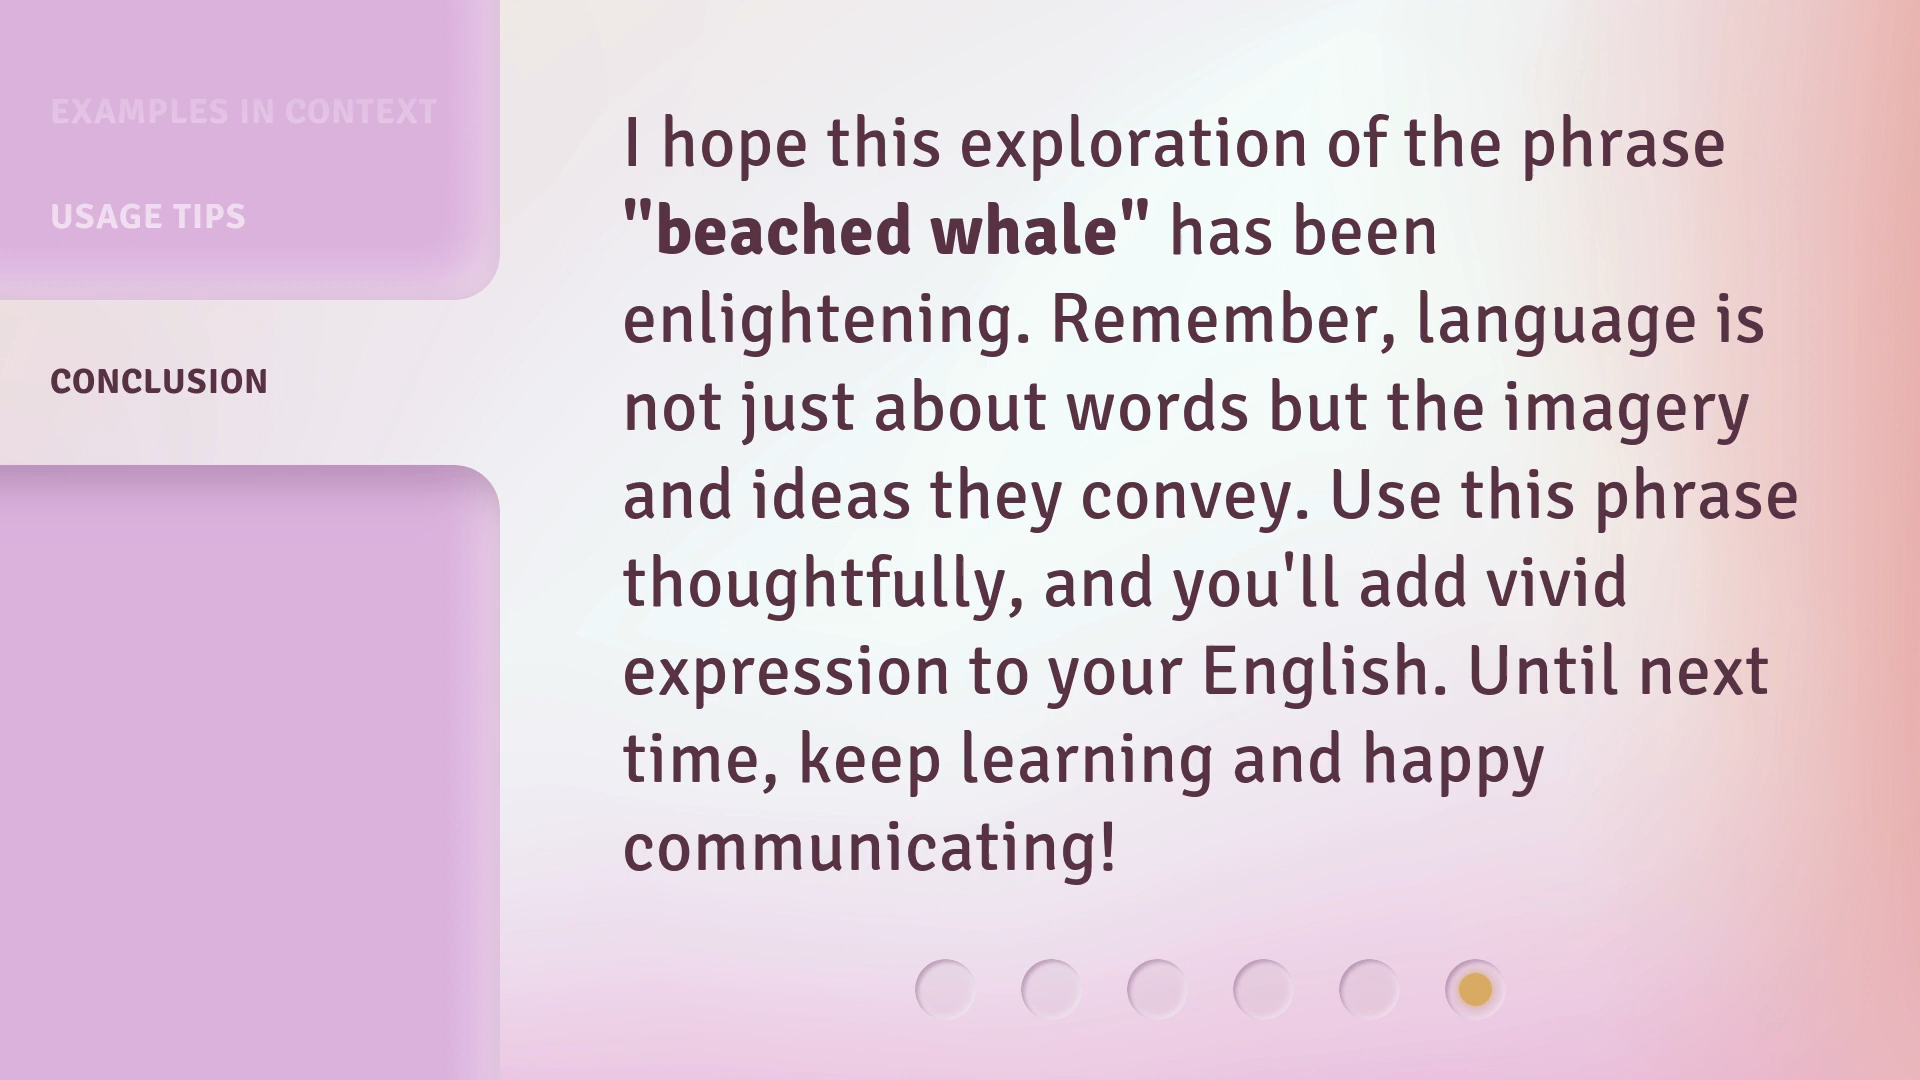 EXAMPLES IN CONTEXT
USAGE TIPS
CONCLUSION
I hope this exploration of the phrase
"beached whale" has been
enlightening. Remember, language is
not just about words but the imagery
and ideas they convey. Use this phrase
thoughtfully, and you'll add vivid
expression to your English. Until next
time, keep learning and happy
communicating!